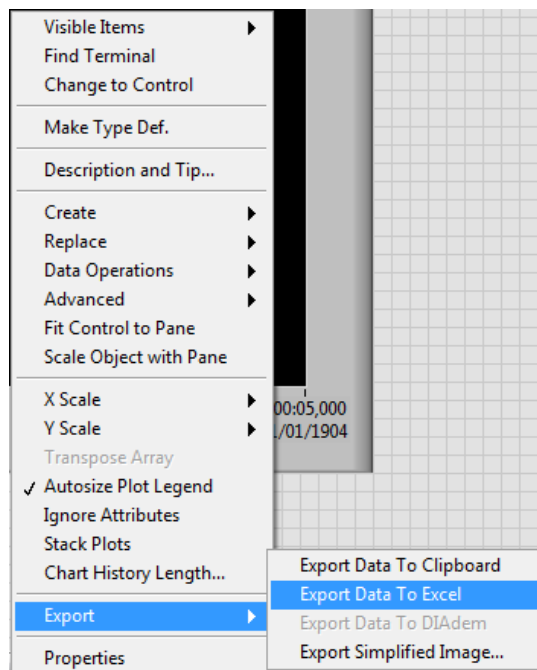 Visible Items
Find Terminal
Change to Control
Make Type Def.
Description and Tip...
Create
Replace
Data Operations
Advanced
Fit Control to Pane
Scale Object with Pane
X Scale
Y Scale
Transpose Array
Autosize Plot Legend
Ignore Attributes
Stack Plots
Chart History Length...
Export
Properties
00:05,000
/01/1904
Export Data To Clipboard
Export Data To Excel
Export Data To DIAdem
Export Simplified Image...